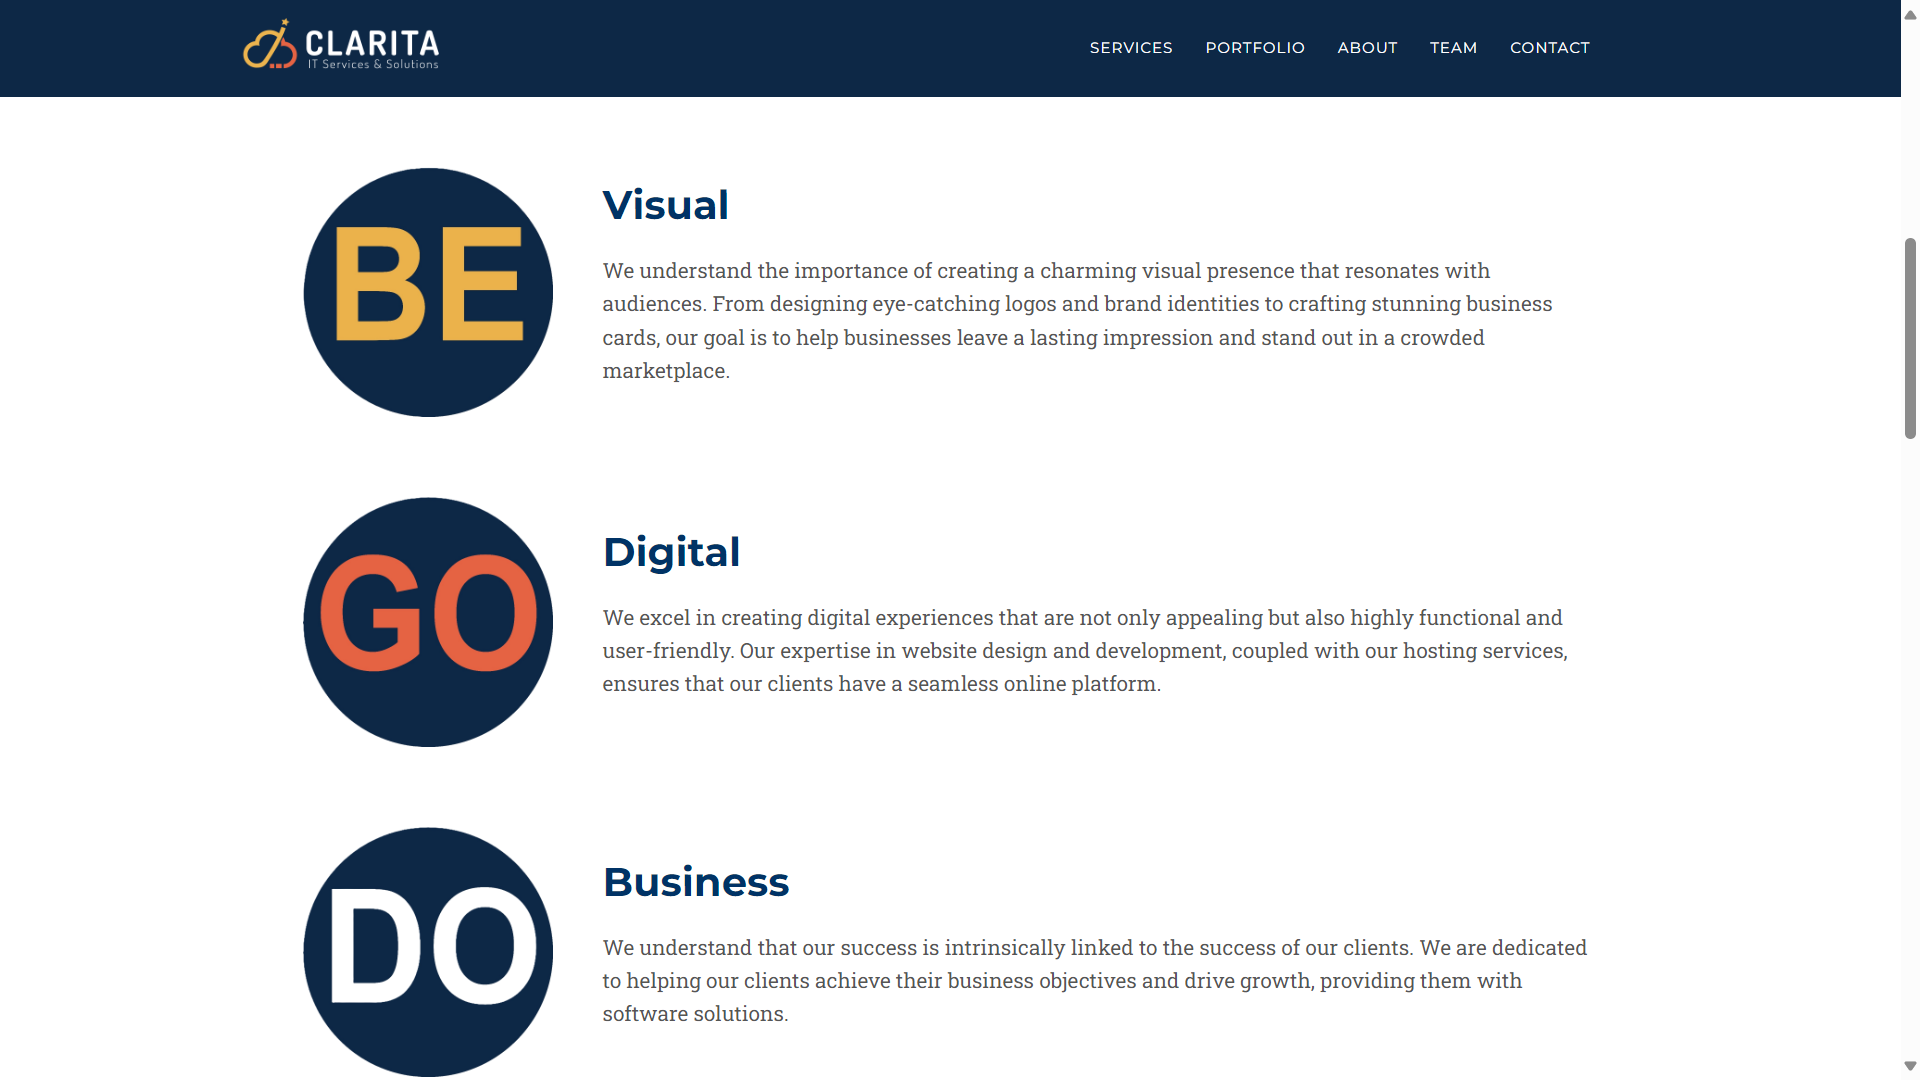 CLARITA
IT Services & Solutions
SERVICES PORTFOLIO ABOUT TEAM CONTACT
BE
Visual
We understand the importance of creating a charming visual presence that resonates with
audiences. From designing eye-catching logos and brand identities to crafting stunning business
cards, our goal is to help businesses leave a lasting impression and stand out in a crowded
marketplace.
GO
Digital
We excel in creating digital experiences that are not only appealing but also highly functional and
user-friendly. Our expertise in website design and development, coupled with our hosting services,
ensures that our clients have a seamless online platform.
DO
Business
We understand that our success is intrinsically linked to the success of our clients. We are dedicated
to helping our clients achieve their business objectives and drive growth, providing them with
software solutions.